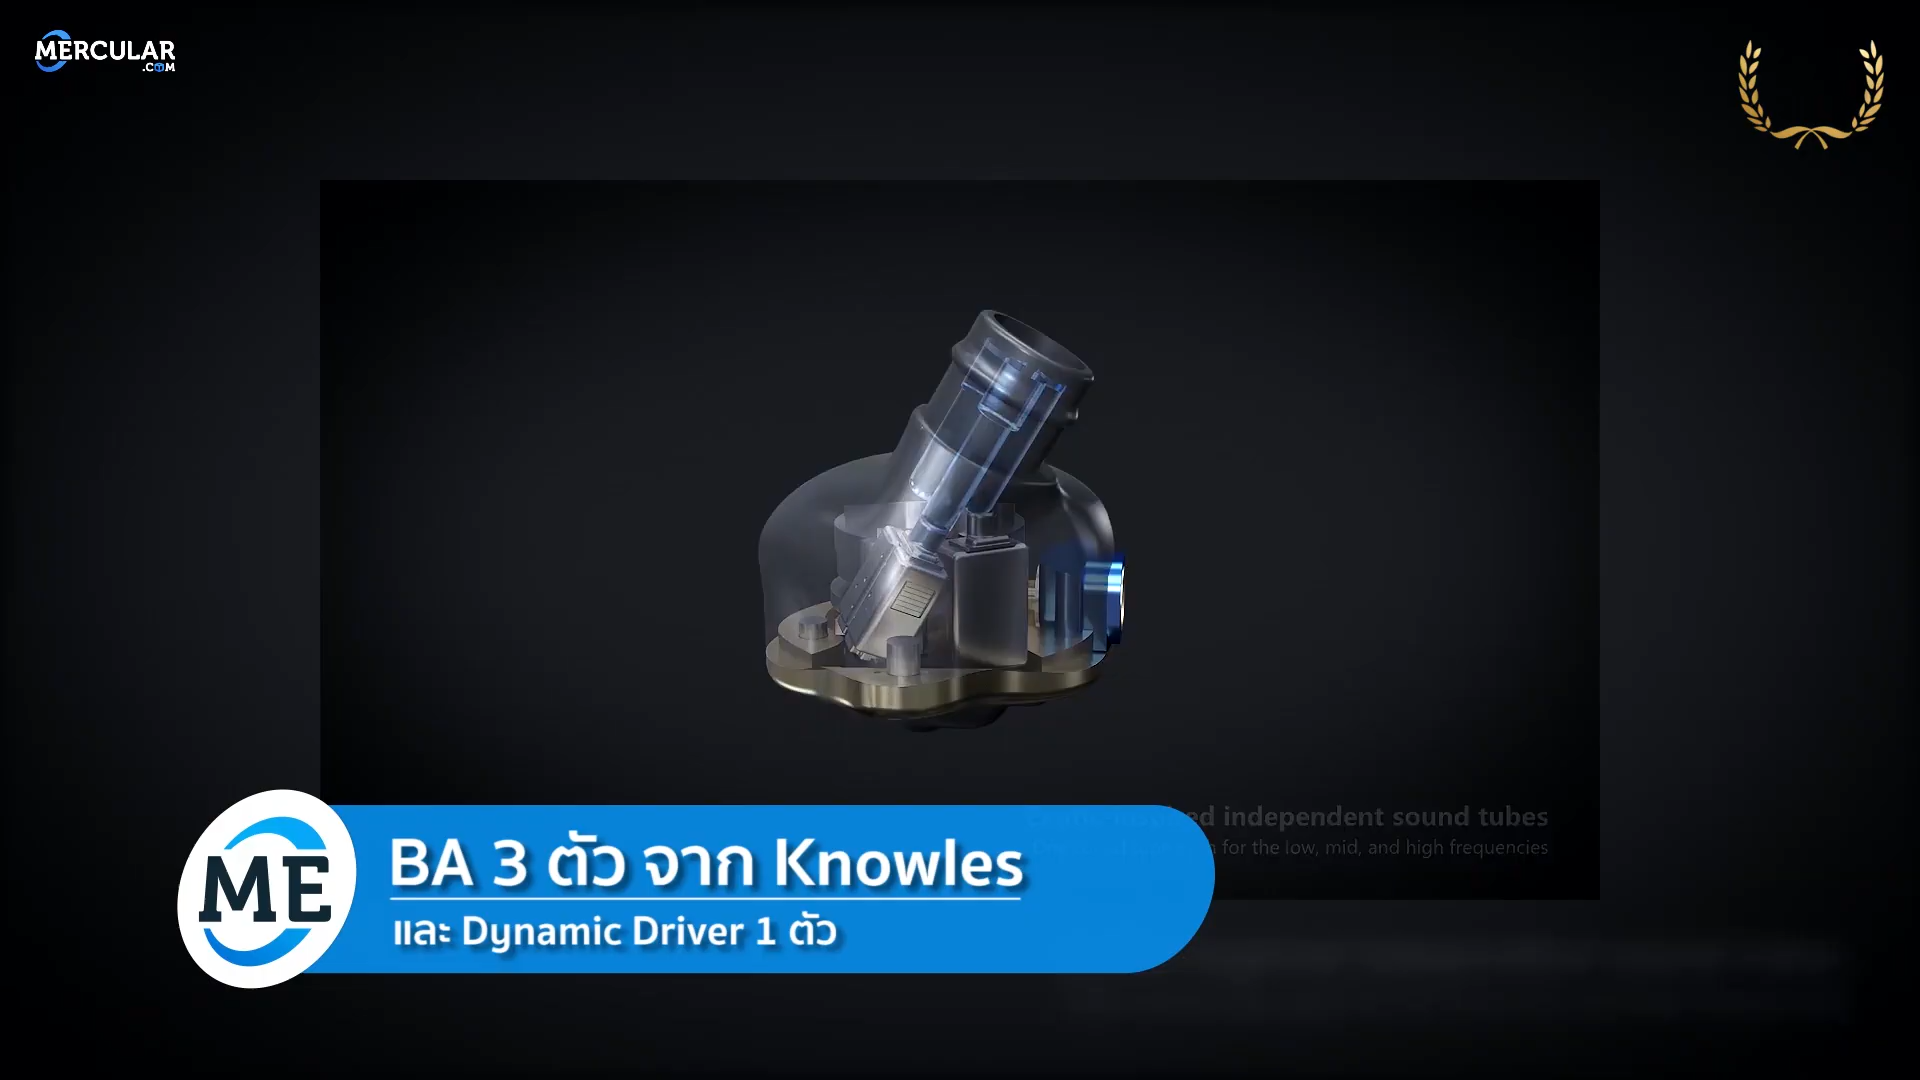 MERCULAR
.COM
independent sound tubes
for the low, mid, and high frequencies
ME
BA 3 ตัว จาก Knowles
และ Dynamic Driver 1 ตัว